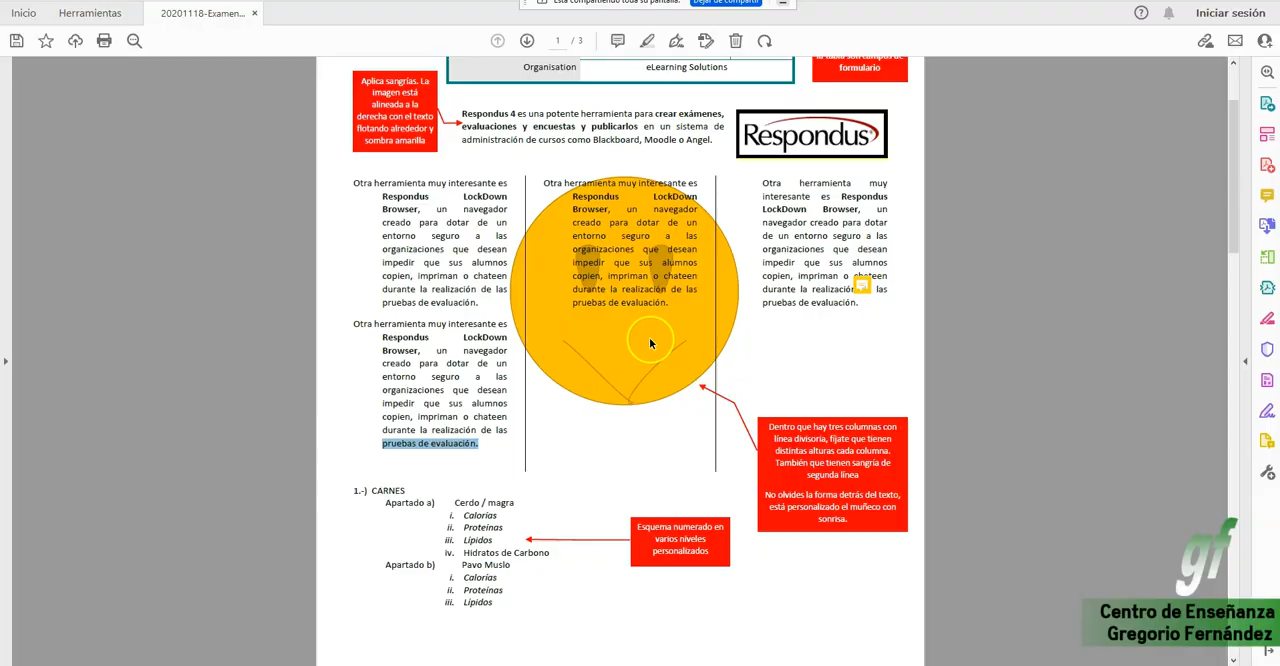 Está compartiendo toda su pantalla.
Dejar de compartir
Inicio
Herramientas
20201118-Examen...
Iniciar sesión
1 / 3
la tabla son campos de
formulario
Organisation
eLearning Solutions
Aplica sangrías. La
imagen está
alineada a la
derecha con el texto
flotando alrededor y
sombra amarilla
Respondus 4 es una potente herramienta para crear exámenes,
evaluaciones y encuestas y publicarlos en un sistema de
administración de cursos como Blackboard, Moodle o Angel.
Respondus
Otra herramienta muy interesante es
Respondus LockDown
Browser, un navegador
creado para dotar de un
entorno seguro a las
organizaciones que desean
impedir que sus alumnos
copien, impriman o chateen
durante la realización de las
pruebas de evaluación.
Otra herramienta muy interesante es
Respondus LockDown
Browser, un navegador
creado para dotar de un
entorno seguro a las
organizaciones que desean
impedir que sus alumnos
copien, impriman o chateen
durante la realización de las
pruebas de evaluación.
Otra herramienta muy interesante es
Respondus LockDown
Browser, un navegador
creado para dotar de un
entorno seguro a las
organizaciones que desean
impedir que sus alumnos
copien, impriman o chateen
durante la realización de las
pruebas de evaluación.
Otra herramienta muy
interesante es Respondus
LockDown Browser, un
navegador creado para dotar
de un entorno seguro a las
organizaciones que desean
impedir que sus alumnos
copien, impriman o chateen
durante la realización las
pruebas de evaluación.
Dentro que hay tres columnas con
línea divisoria, fíjate que tienen
distintas alturas cada columna.
También que tienen sangría de
segunda línea
No olvides la forma detrás del texto,
está personalizado el muñeco con
sonrisa.
1.-) CARNES
Apartado a) Cerdo / magra
i. Calorías
ii. Proteínas
iii. Lípidos
iv. Hidratos de Carbono
Apartado b) Pavo Muslo
i. Calorías
ii. Proteínas
iii. Lípidos
Esquema numerado en
varios niveles
personalizados
gf
Centro de Enseñanza
Gregorio Fernández